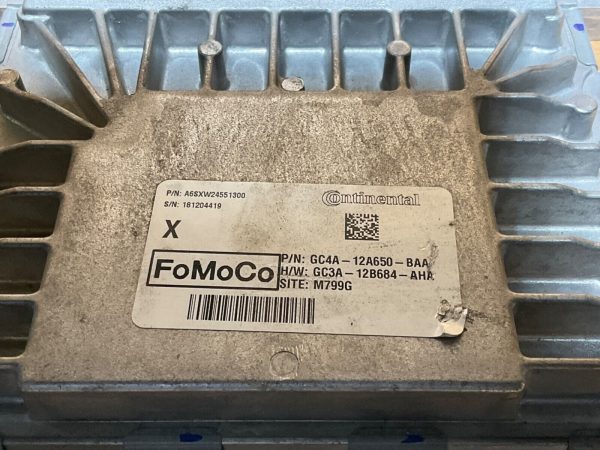 P/N: A6SXW24551300
Continental
S/N: 181204419
X
FoMoCo
P/N: GC4A-12A650-BAA
H/W: GC3A-12B684-AHA
SITE: M799G